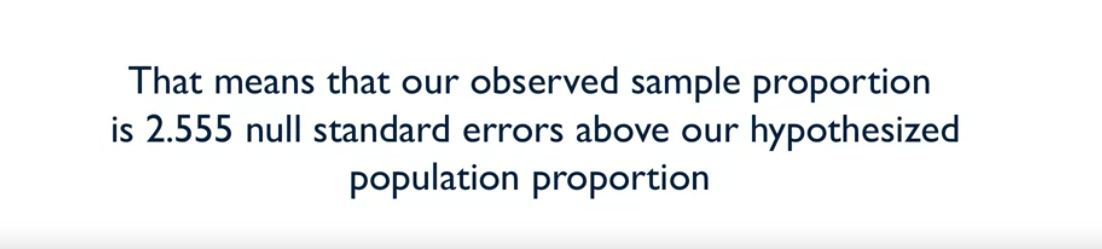 That means that our observed sample proportion
is 2.555 null standard errors above our hypothesized
population proportion